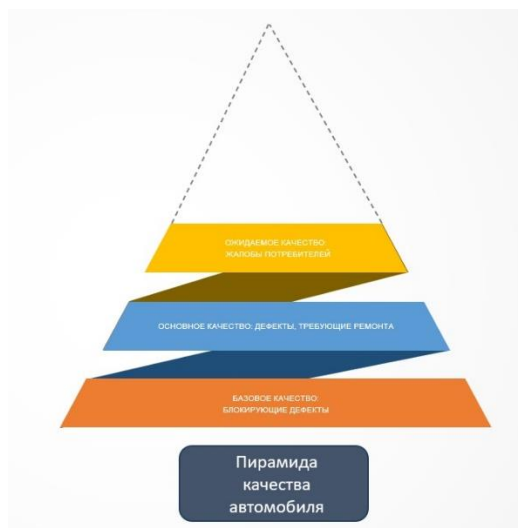 ОЖИДАЕМОЕ КАЧЕСТВО:
ЖАЛОБЫ ПОТРЕБИТЕЛЕЙ
ОСНОВНОЕ КАЧЕСТВО: ДЕФЕКТЫ, ТРЕБУЮЩИЕ РЕМОНТА
БАЗОВОЕ КАЧЕСТВО:
БЛОКИРУЮЩИЕ ДЕФЕКТЫ
Пирамида
качества
автомобиля